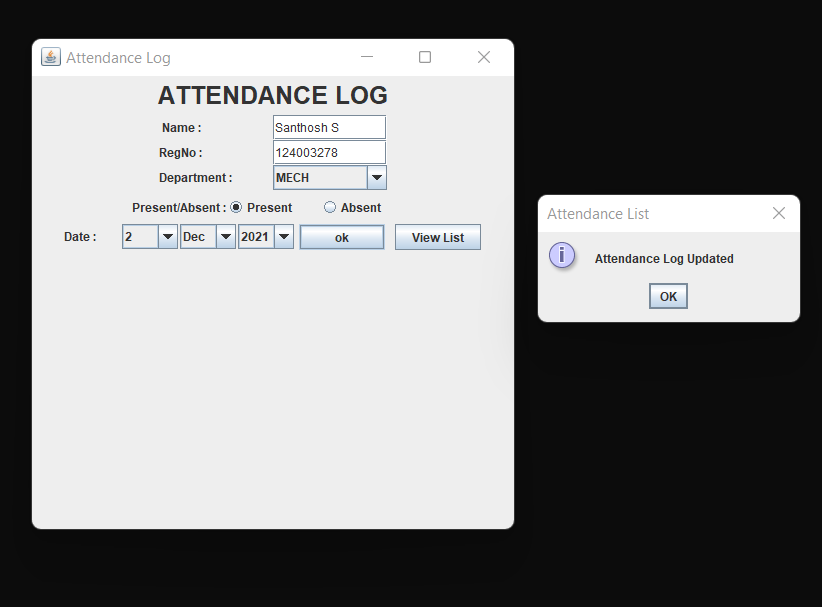 Attendance Log
ATTENDANCE LOG
Name : Santhosh S
RegNo : 124003278
Department : MECH
Present/Absent : Present Absent
Date : 2 Dec 2021 ok View List
Attendance List
Attendance Log Updated
OK